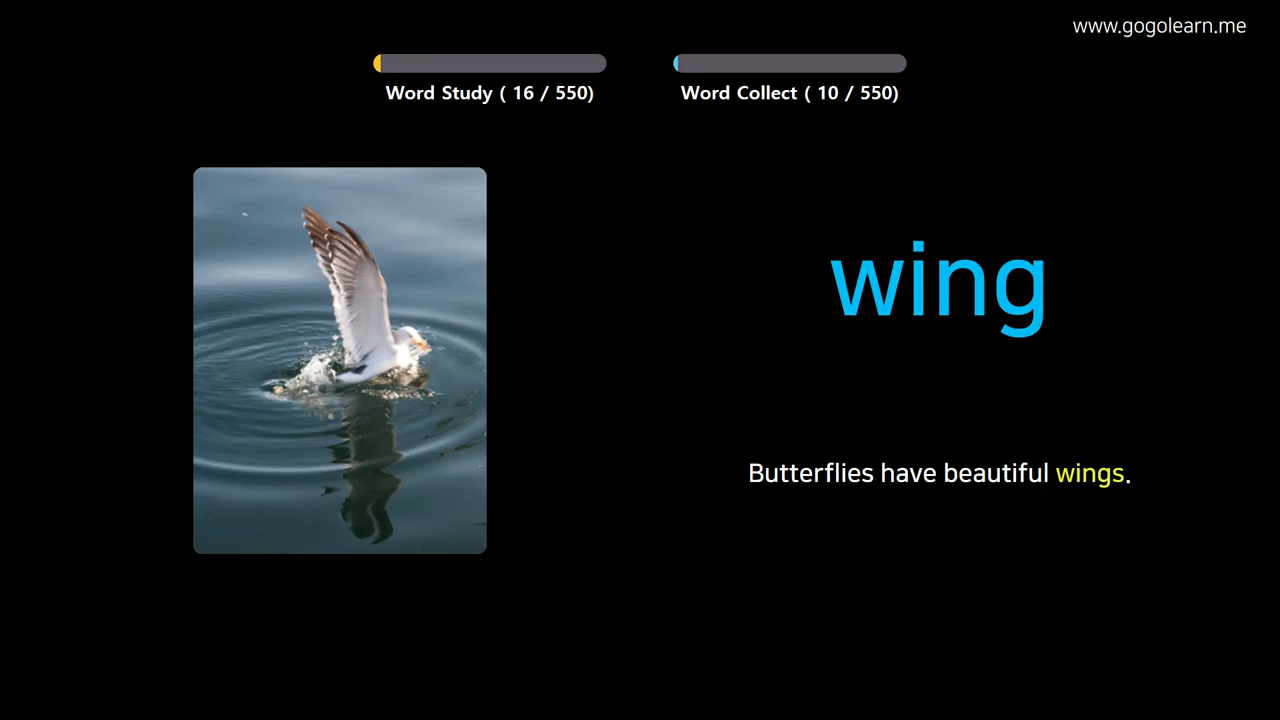 www.gogolearn.me
Word Study ( 16 / 550)
Word Collect ( 10 / 550)
wing
Butterflies have beautiful wings.